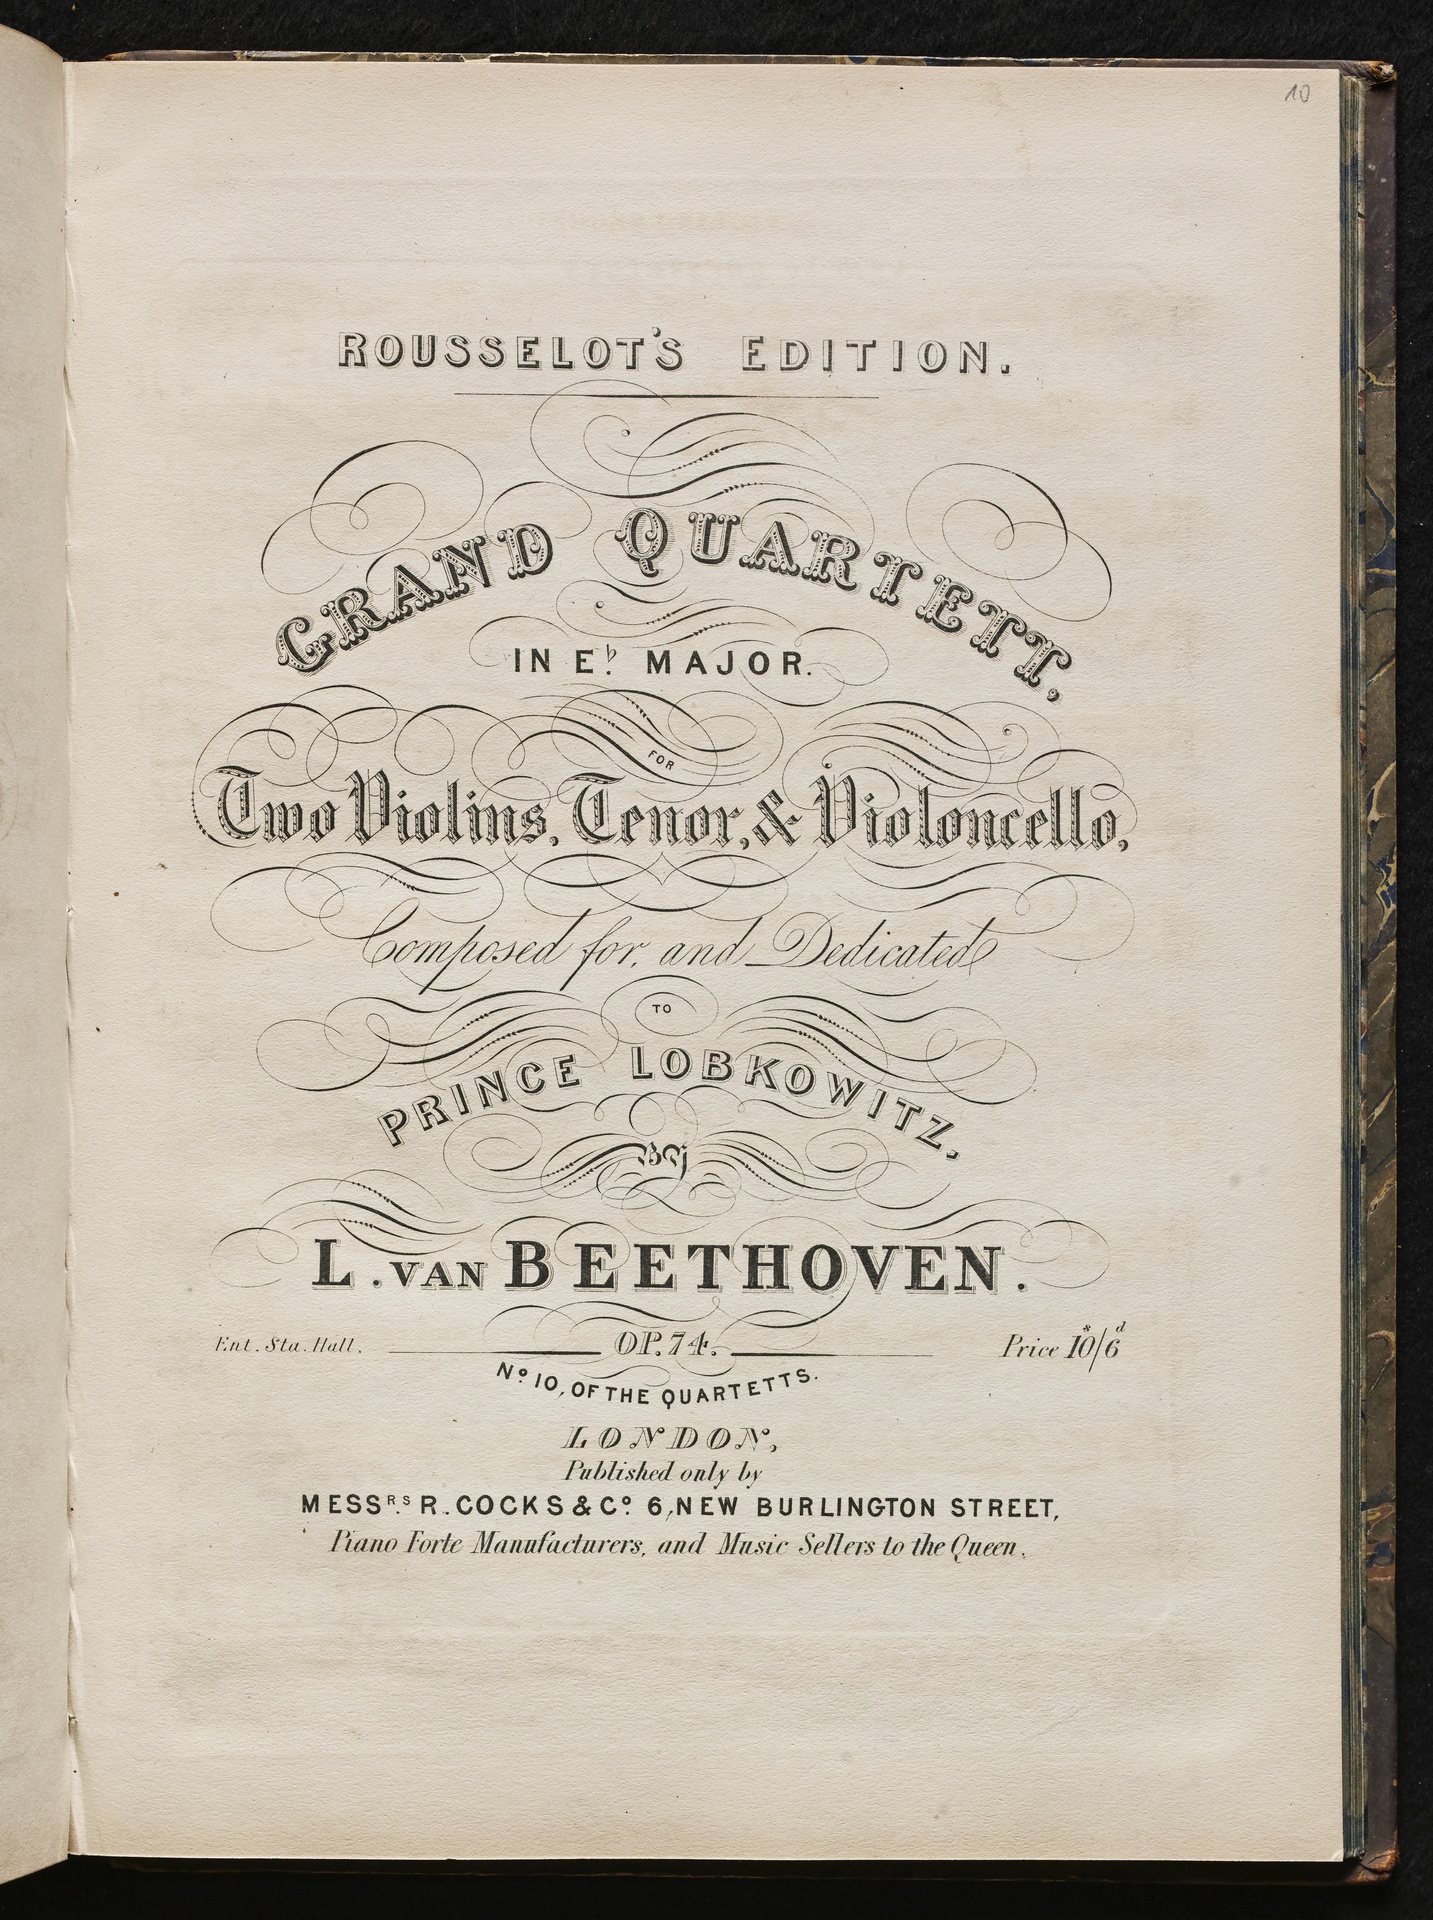 10
ROUSSELOT'S EDITION.
GRAND QUARTETT,
IN E♭ MAJOR.
FOR
Two Violins, Tenor, & Violoncello,
Composed for, and Dedicated
TO
PRINCE LOBKOWITZ,
BY
L. VAN BEETHOVEN.
Ent. Sta. Hall. OP. 74. Price 10s/6d
No 10, OF THE QUARTETTS.
LONDON,
Published only by
MESSRS R. COCKS & Co. 6, NEW BURLINGTON STREET,
Piano Forte Manufacturers, and Music Sellers to the Queen.